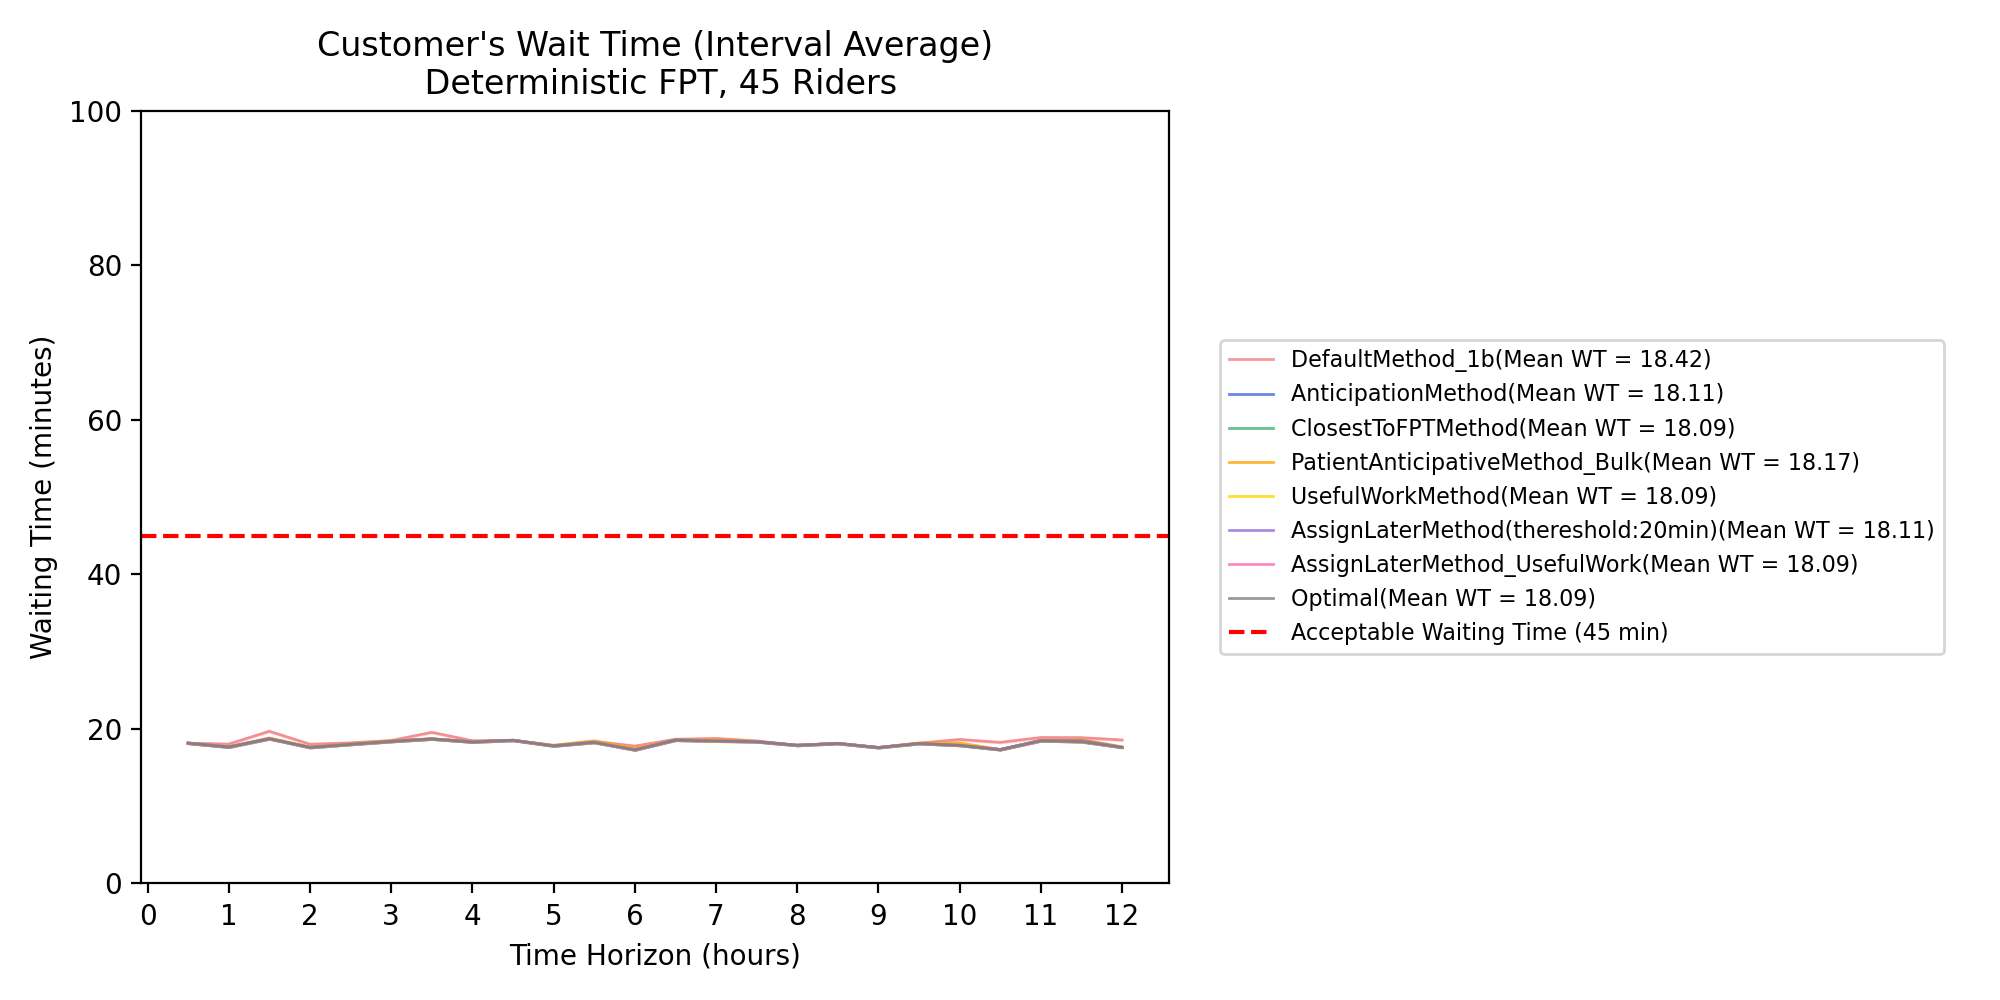 Customer's Wait Time (Interval Average)
Deterministic FPT, 45 Riders
100
80
60
40
20
0
Waiting Time (minutes)
0 1 2 3 4 5 6 7 8 9 10 11 12
Time Horizon (hours)
DefaultMethod_1b(Mean WT = 18.42)
AnticipationMethod(Mean WT = 18.11)
ClosestToFPTMethod(Mean WT = 18.09)
PatientAnticipativeMethod_Bulk(Mean WT = 18.17)
UsefulWorkMethod(Mean WT = 18.09)
AssignLaterMethod(thereshold:20min)(Mean WT = 18.11)
AssignLaterMethod_UsefulWork(Mean WT = 18.09)
Optimal(Mean WT = 18.09)
Acceptable Waiting Time (45 min)